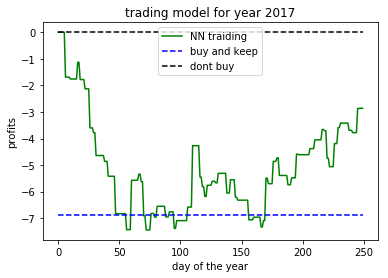 trading model for year 2017
NN traiding
buy and keep
dont buy
profits
0
−1
−2
−3
−4
−5
−6
−7
0
50
100
150
200
250
day of the year